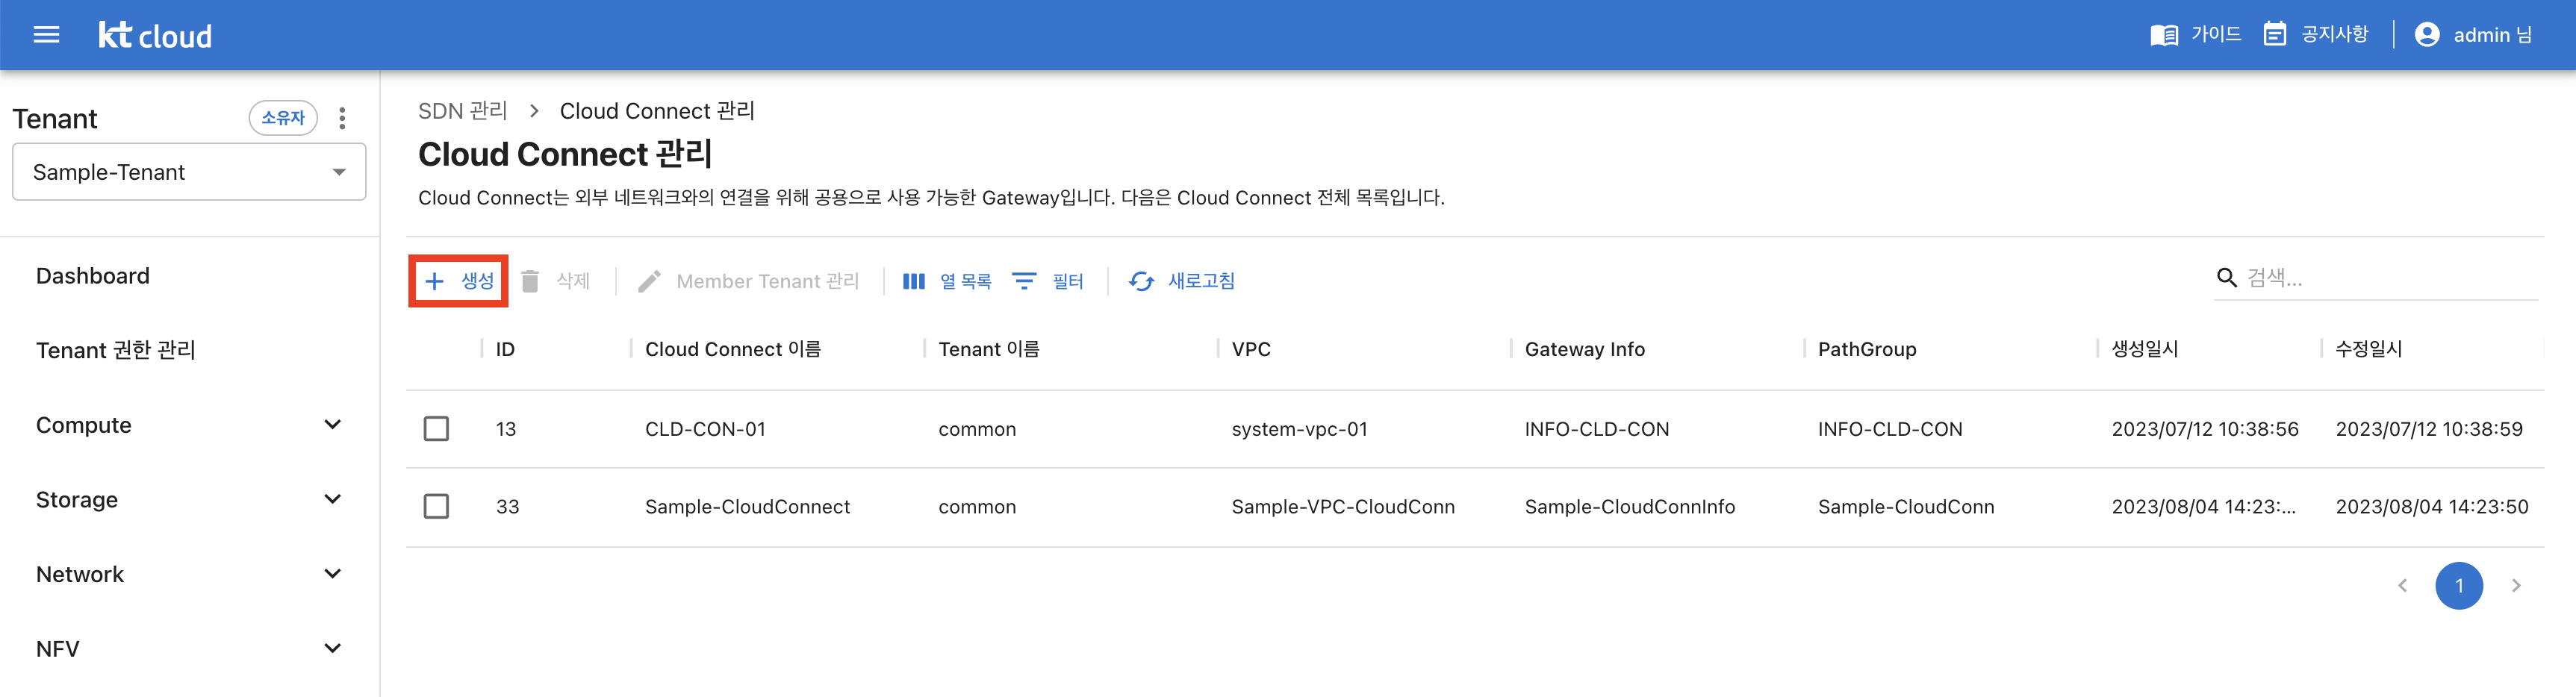 kt cloud 가이드 공지사항 admin 님
Tenant 소유자
Sample-Tenant
Dashboard
Tenant 권한 관리
Compute
Storage
Network
NFV
SDN 관리 > Cloud Connect 관리
Cloud Connect 관리
Cloud Connect는 외부 네트워크와의 연결을 위해 공용으로 사용 가능한 Gateway입니다. 다음은 Cloud Connect 전체 목록입니다.
+ 생성 삭제 Member Tenant 관리 열 목록 필터 새로고침 검색...
ID Cloud Connect 이름 Tenant 이름 VPC Gateway Info PathGroup 생성일시 수정일시
13 CLD-CON-01 common system-vpc-01 INFO-CLD-CON INFO-CLD-CON 2023/07/12 10:38:56 2023/07/12 10:38:59
33 Sample-CloudConnect common Sample-VPC-CloudConn Sample-CloudConnInfo Sample-CloudConn 2023/08/04 14:23:... 2023/08/04 14:23:50
< 1 >